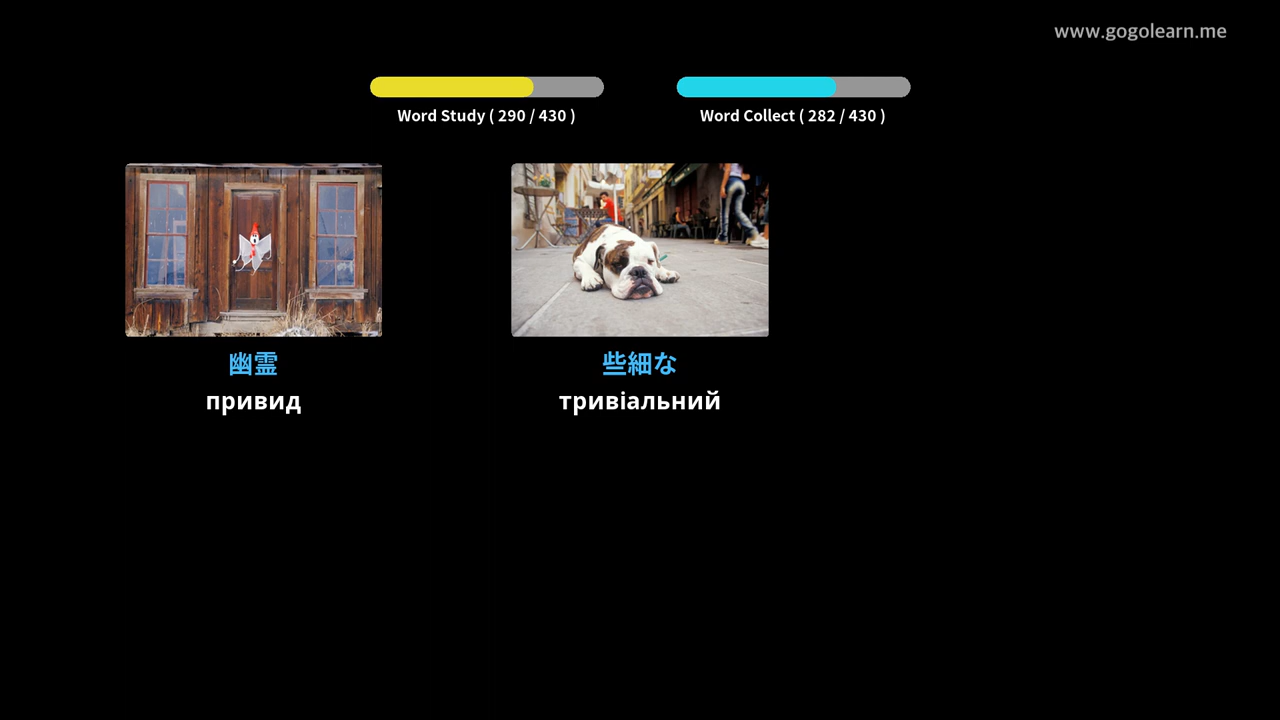 www.gogolearn.me
Word Study ( 290 / 430 )
Word Collect ( 282 / 430 )
幽霊
привид
些細な
тривіальний